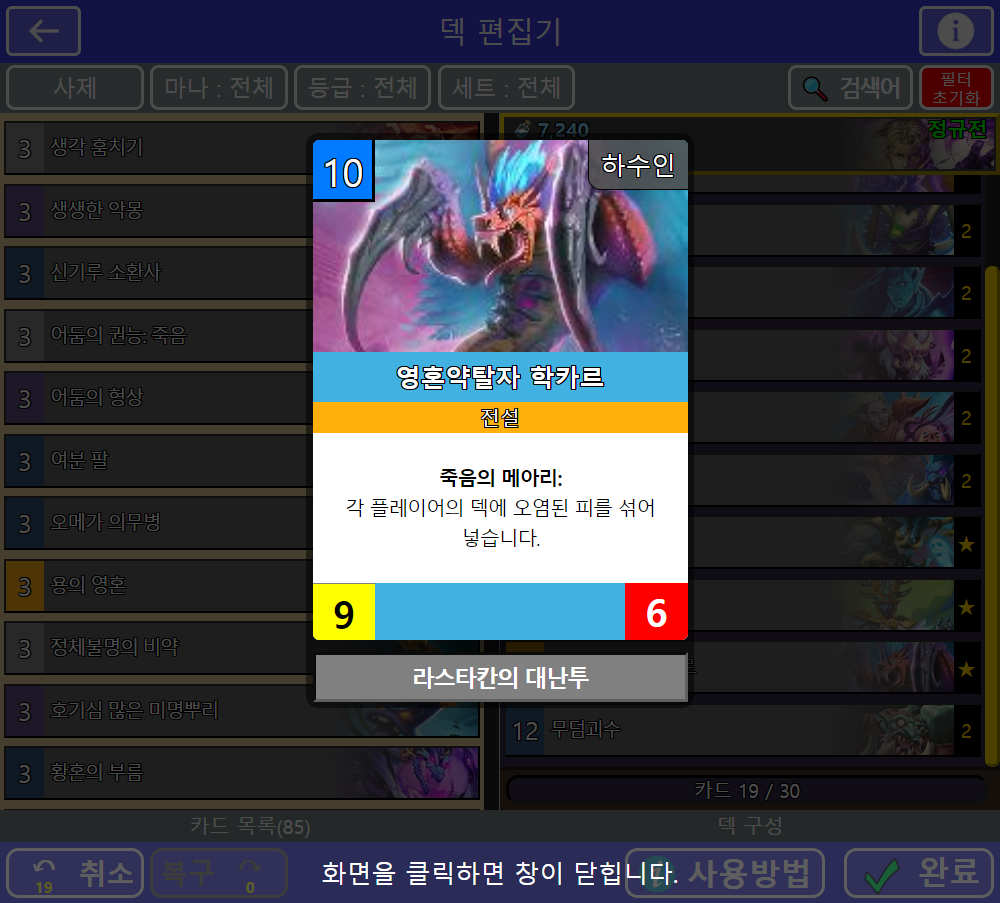 덱 편집기
사제
마나 : 전체
등급 : 전체
세트 : 전체
검색어
필터
초기화
3 생각 훔치기
3 생생한 악몽
3 신기루 소환사
3 어둠의 권능: 죽음
3 어둠의 형상
3 여분 팔
3 오메가 의무병
3 용의 영혼
3 정체불명의 비약
3 호기심 많은 미명뿌리
3 황혼의 부름
7,240
정규전
10
하수인
영혼약탈자 학카르
전설
죽음의 메아리:
각 플레이어의 덱에 오염된 피를 섞어
넣습니다.
9
6
라스타칸의 대난투
2
2
2
2
2
★
★
★
12 무덤괴수 2
카드 19 / 30
카드 목록(85)
덱 구성
취소
19
복구
0
화면을 클릭하면 창이 닫힙니다.
사용방법
완료